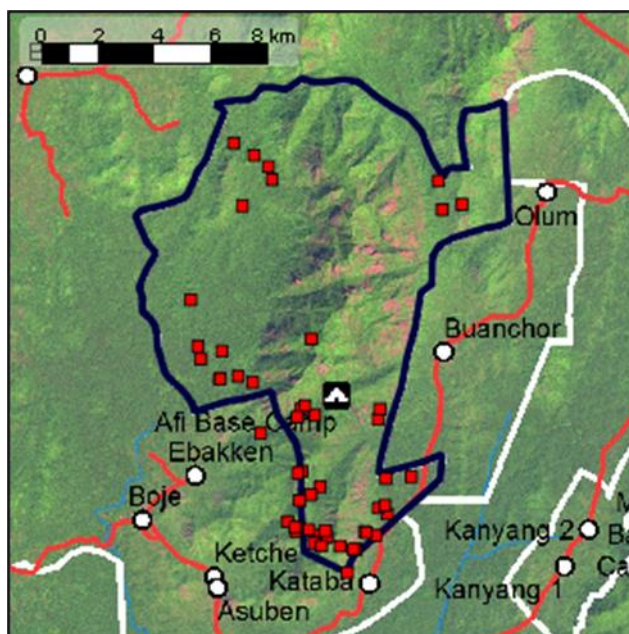 0 2 4 6 8 km
Olum
Buanchor
Afi Base Camp
Ebakken
Boje
Kanyang 2
Ketche
Kataba
Kanyang 1
Asuben